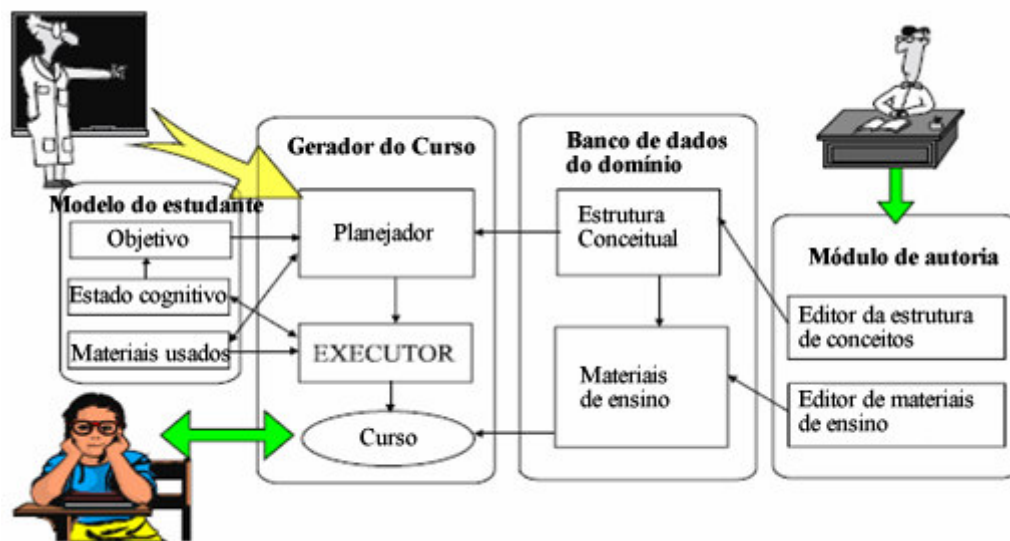 Modelo do estudante
Objetivo
Estado cognitivo
Materiais usados
Gerador do Curso
Planejador
EXECUTOR
Curso
Banco de dados
do domínio
Estrutura
Conceitual
Materiais
de ensino
Módulo de autoria
Editor da estrutura
de conceitos
Editor de materiais
de ensino